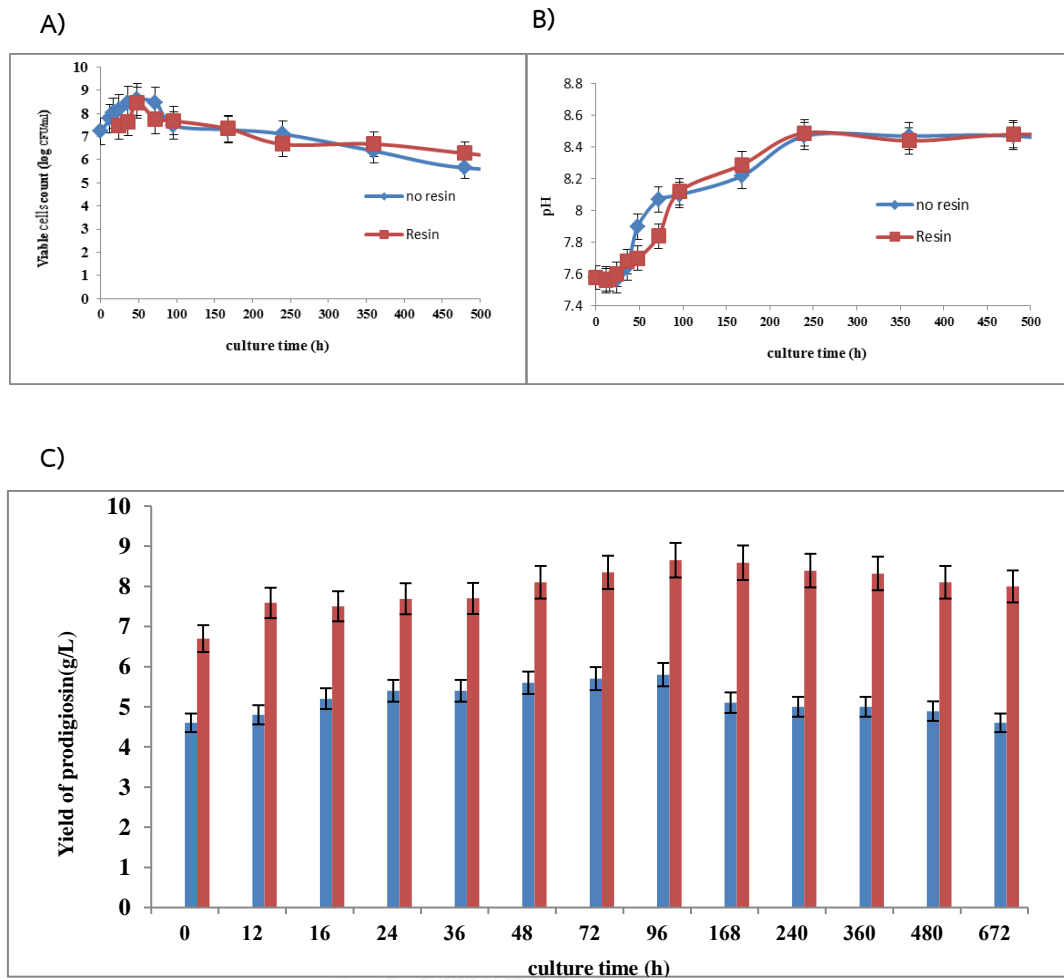 A)
10
9
8
7
6
5
4
3
2
1
0
Viable cells count (log CFU/ml)
no resin
Resin
0 50 100 150 200 250 300 350 400 450 500
culture time (h)
B)
8.8
8.6
8.4
8.2
8
7.8
7.6
7.4
pH
no resin
Resin
0 50 100 150 200 250 300 350 400 450 500
culture time (h)
C)
10
9
8
7
6
5
4
3
2
1
0
Yield of prodigiosin(g/L)
0 12 16 24 36 48 72 96 168 240 360 480 672
culture time (h)